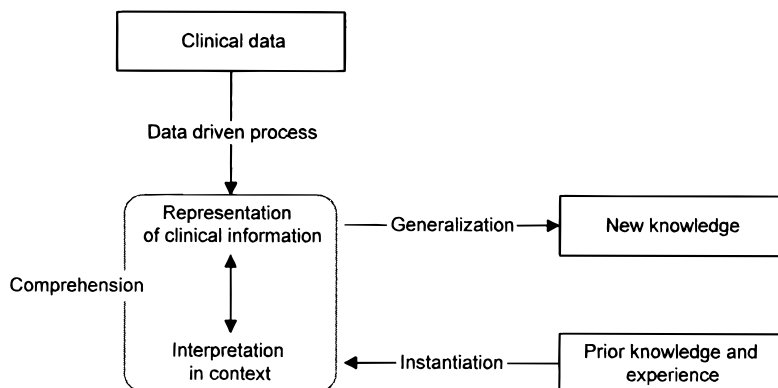 Clinical data
Data driven process
Representation
of clinical information
Generalization
New knowledge
Comprehension
Interpretation
in context
Instantiation
Prior knowledge and
experience